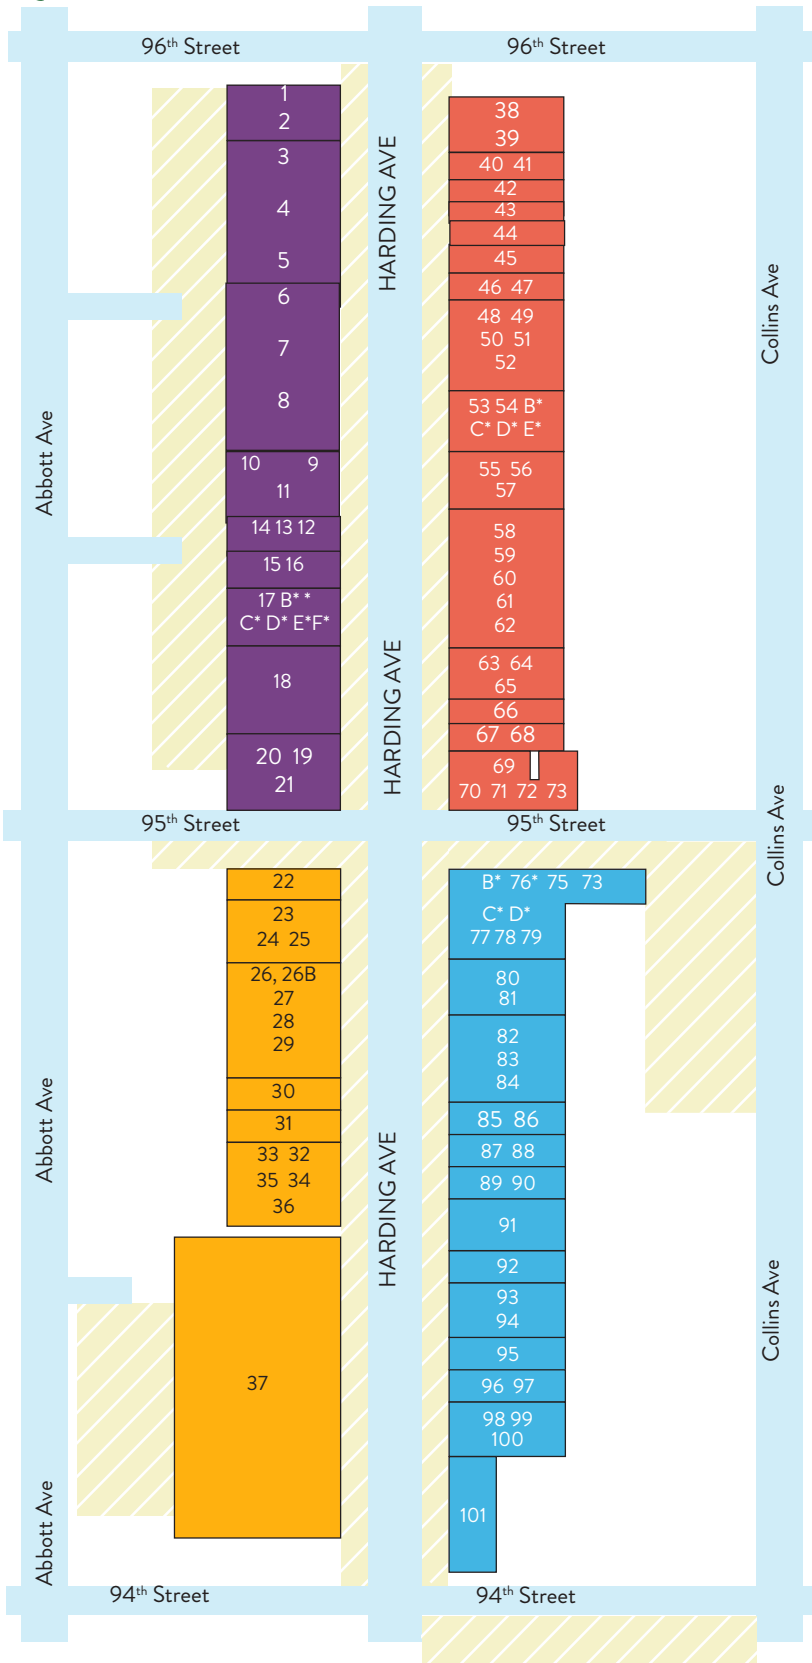 96th Street
96th Street
1
2
3
4
5
6
7
8
10 9
11
14 13 12
15 16
17 B* *
C* D* E*F*
18
20 19
21
HARDING AVE
HARDING AVE
38
39
40 41
42
43
44
45
46 47
48 49
50 51
52
53 54 B*
C* D* E*
55 56
57
58
59
60
61
62
63 64
65
66
67 68
69
70 71 72 73
Abbott Ave
Collins Ave
95th Street
95th Street
Collins Ave
22
23
24 25
26, 26B
27
28
29
30
31
33 32
35 34
36
37
Abbott Ave
Abbott Ave
HARDING AVE
B* 76* 75 73
C* D*
77 78 79
80
81
82
83
84
85 86
87 88
89 90
91
92
93
94
95
96 97
98 99
100
101
Collins Ave
94th Street
94th Street